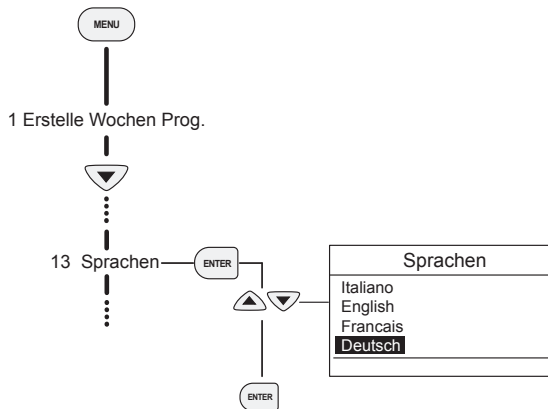 MENU
1 Erstelle Wochen Prog.
13 Sprachen
ENTER
Sprachen
Italiano
English
Francais
Deutsch
ENTER